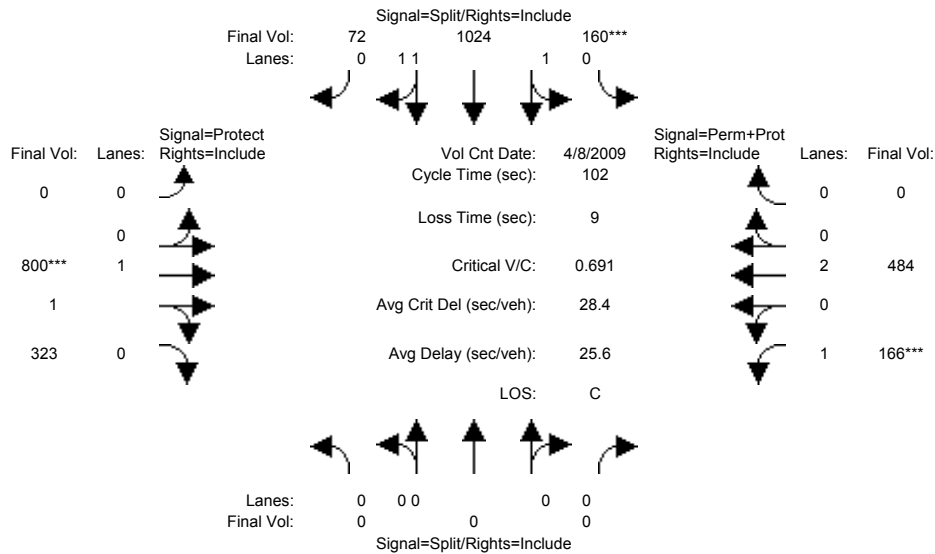 Signal=Split/Rights=Include
Final Vol: 72 1024 160***
Lanes: 0 1 1 1 0
Signal=Protect Signal=Perm+Prot
Final Vol: Lanes: Rights=Include Vol Cnt Date: 4/8/2009 Rights=Include Lanes: Final Vol:
Cycle Time (sec): 102
0 0 0 0
Loss Time (sec): 9
0 0
800*** 1 Critical V/C: 0.691 2 484
1 Avg Crit Del (sec/veh): 28.4 0
323 0 Avg Delay (sec/veh): 25.6 1 166***
LOS: C
Lanes: 0 0 0 0 0
Final Vol: 0 0 0
Signal=Split/Rights=Include